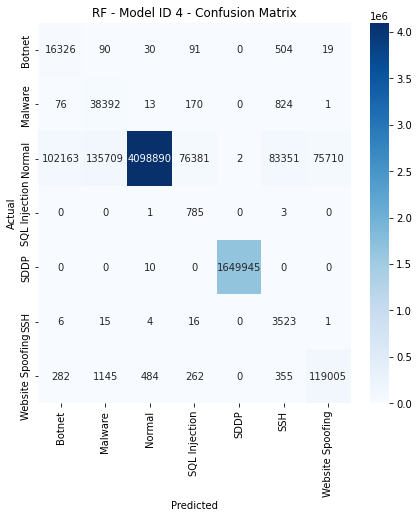 RF - Model ID 4 - Confusion Matrix
1e6
Botnet 16326 90 30 91 0 504 19
Malware 76 38392 13 170 0 824 1
Normal 102163 135709 4098890 76381 2 83351 75710
SQL Injection 0 0 1 785 0 3 0
SDDP 0 0 10 0 1649945 0 0
SSH 6 15 4 16 0 3523 1
Website Spoofing 282 1145 484 262 0 355 119005
Actual
Botnet Malware Normal SQL Injection SDDP SSH Website Spoofing
Predicted
4.0
3.5
3.0
2.5
2.0
1.5
1.0
0.5
0.0